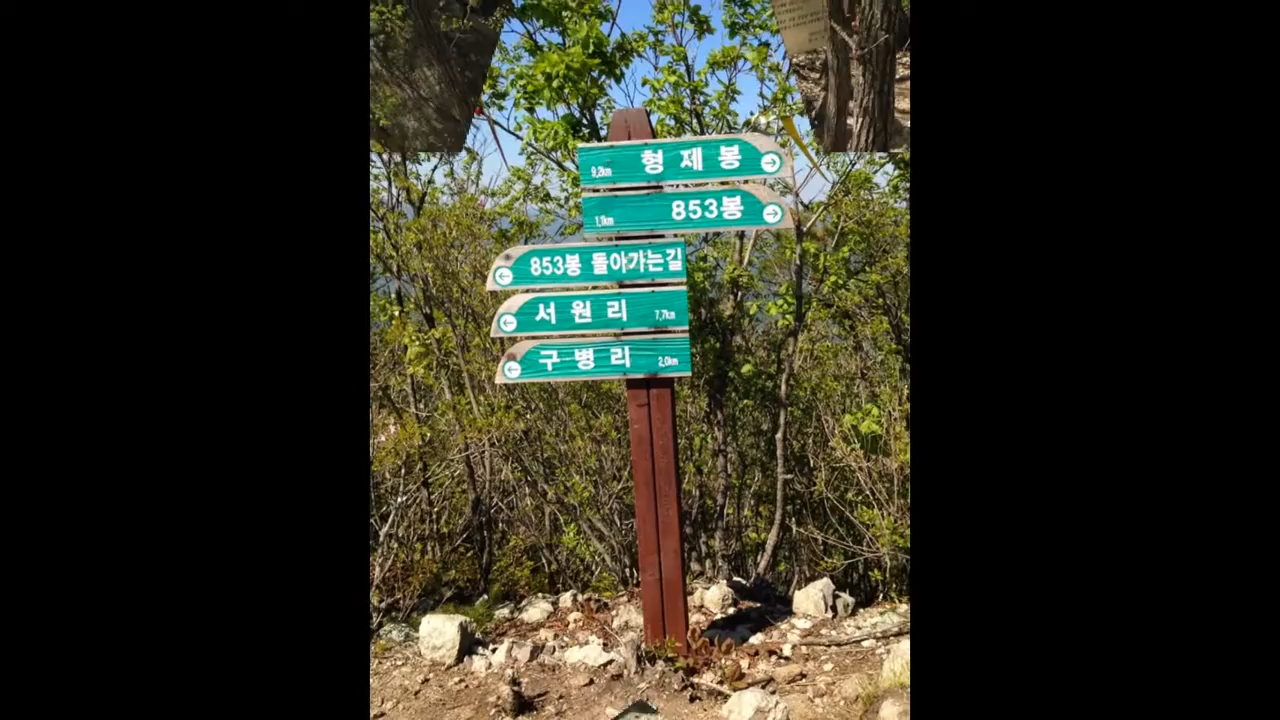 9,2km 형 제 봉
1,1km 853봉
853봉 돌아가는길
서 원 리 7,7km
구 병 리 2,0km